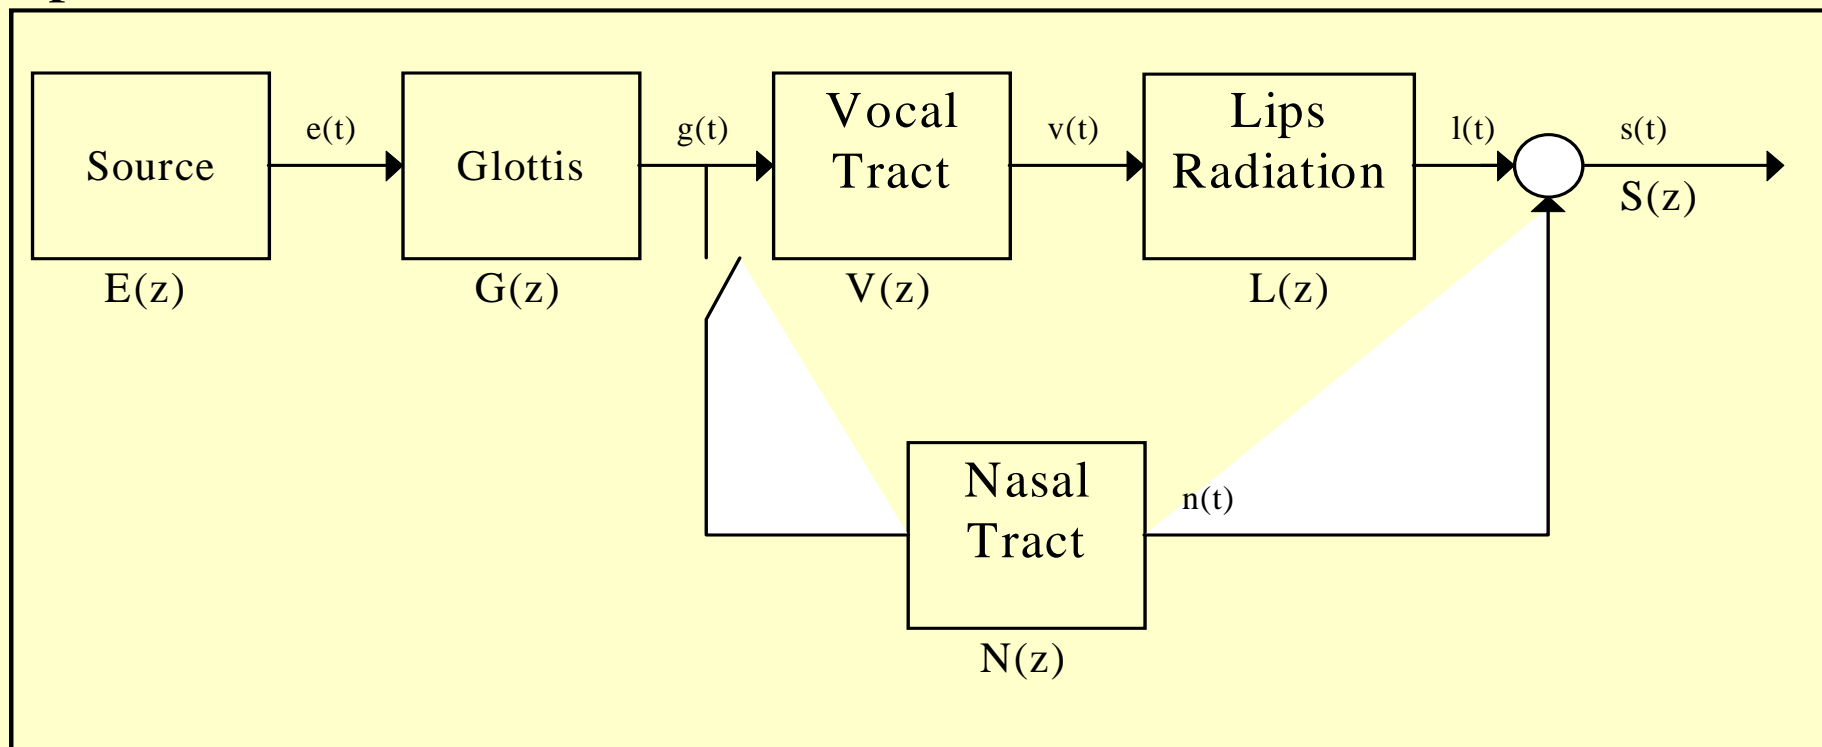 e(t)
g(t)
v(t)
l(t)
s(t)
Source
Glottis
Vocal
Tract
Lips
Radiation
S(z)
E(z)
G(z)
V(z)
L(z)
Nasal
Tract
n(t)
N(z)